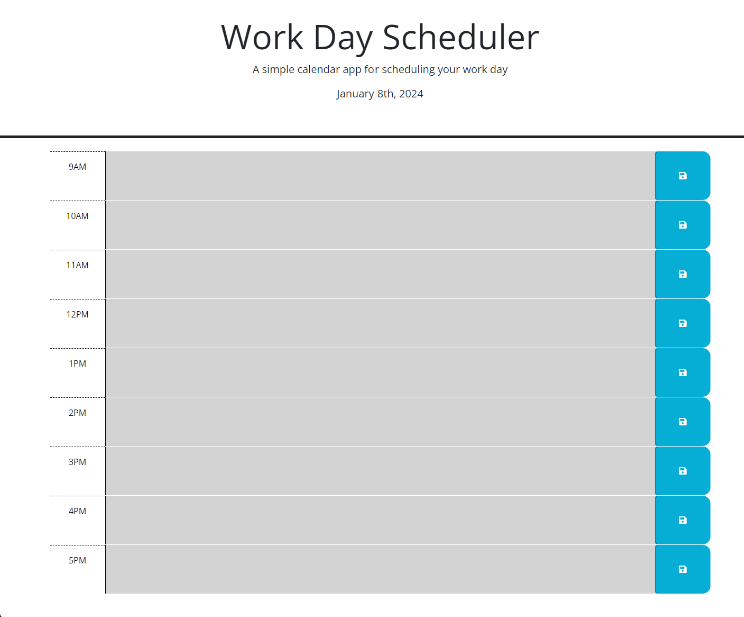 Work Day Scheduler
A simple calendar app for scheduling your work day
January 8th, 2024
9AM
10AM
11AM
12PM
1PM
2PM
3PM
4PM
5PM